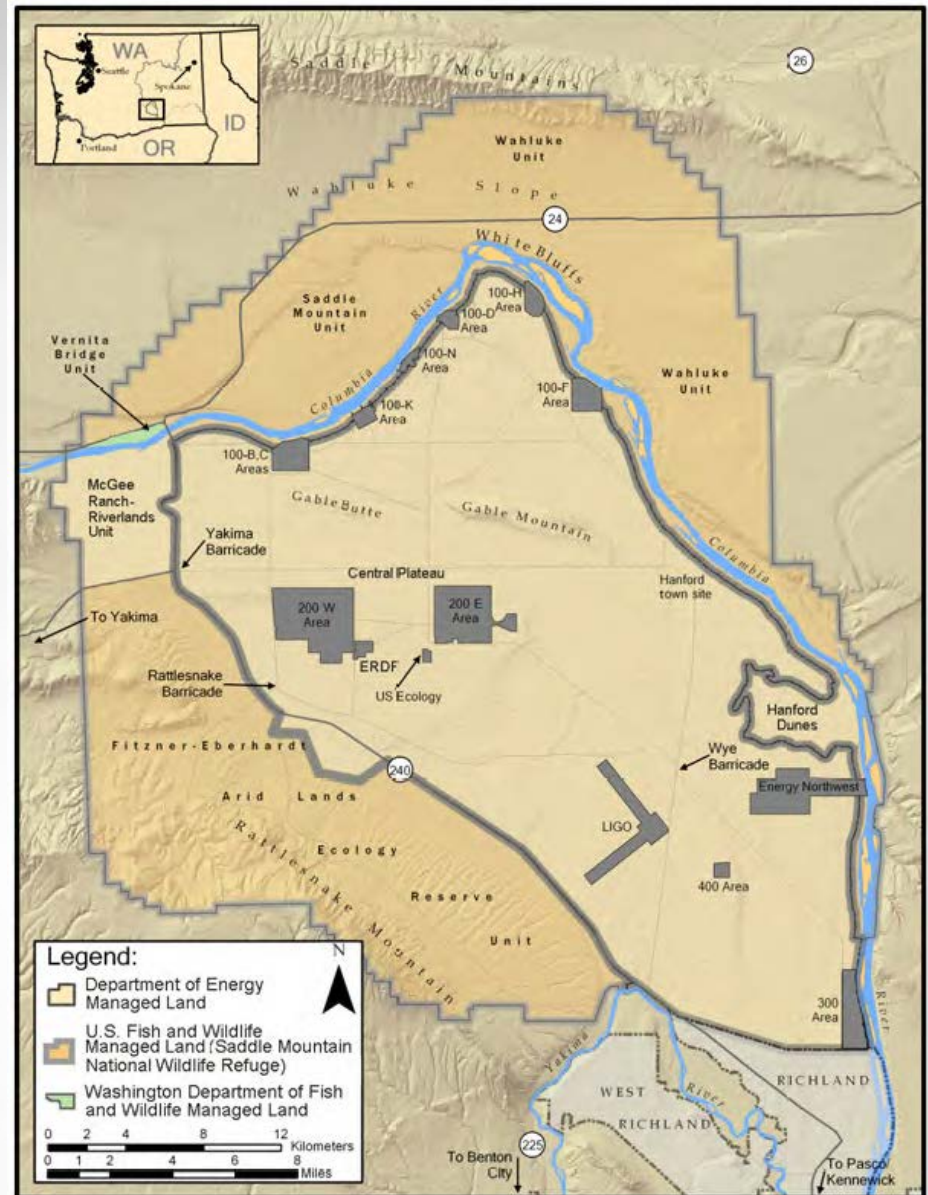 WA
Seattle
Spokane
ID
Portland
OR
Saddle Mountains
26
Wahluke
Unit
Wahluke Slope
24
White Bluffs
Saddle
Mountain
Unit
River
100-H
Area
100-D
Area
Vernita
Bridge
Unit
100-N
Area
Wahluke
Unit
Columbia
100-F
Area
100-K
Area
100-B,C
Areas
McGee
Ranch-
Riverlands
Unit
Gable Butte
Gable Mountain
Yakima
Barricade
Columbia
Central Plateau
Hanford
town site
200 W
Area
200 E
Area
To Yakima
ERDF
US Ecology
Rattlesnake
Barricade
Hanford
Dunes
Fitzner-Eberhardt
Wye
Barricade
240
Energy Northwest
Arid Lands
LIGO
Ecology
400 Area
Rattlesnake Mountain
Reserve
Unit
Legend:
N
Department of Energy
Managed Land
U.S. Fish and Wildlife
Managed Land (Saddle Mountain
National Wildlife Refuge)
Washington Department of Fish
and Wildlife Managed Land
0 2 4 8 12
Kilometers
0 1 2 4 6 8
Miles
300
Area
River
Yakima
River
RICHLAND
WEST
RICHLAND
225
To Benton
City
To Pasco/
Kennewick